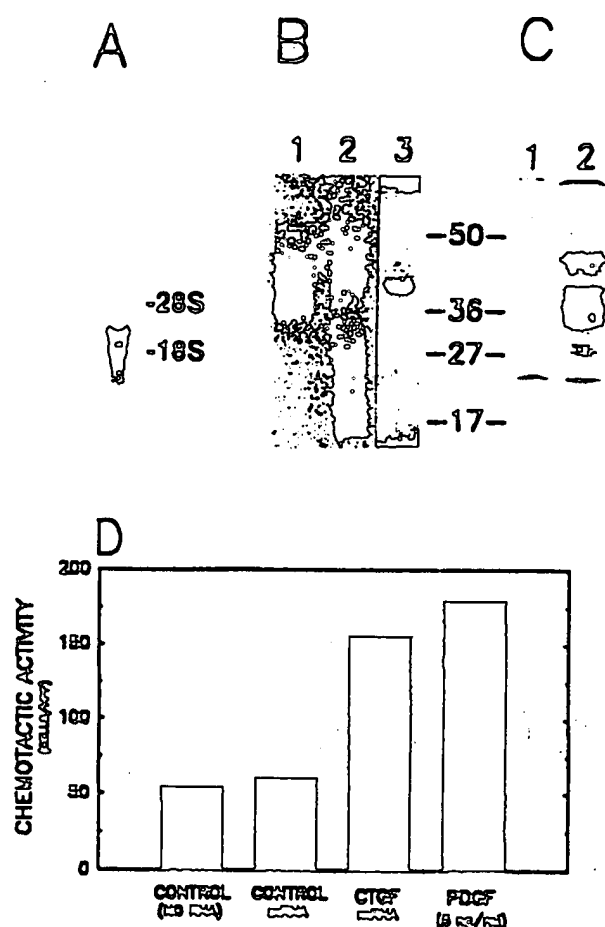 A B C
1 2 3 1 2
-50-
-28S
-36-
-18S
-27-
-17-
D
200
150
100
50
0
CHEMOTACTIC ACTIVITY
CONTROL CONTROL CTGF PDGF